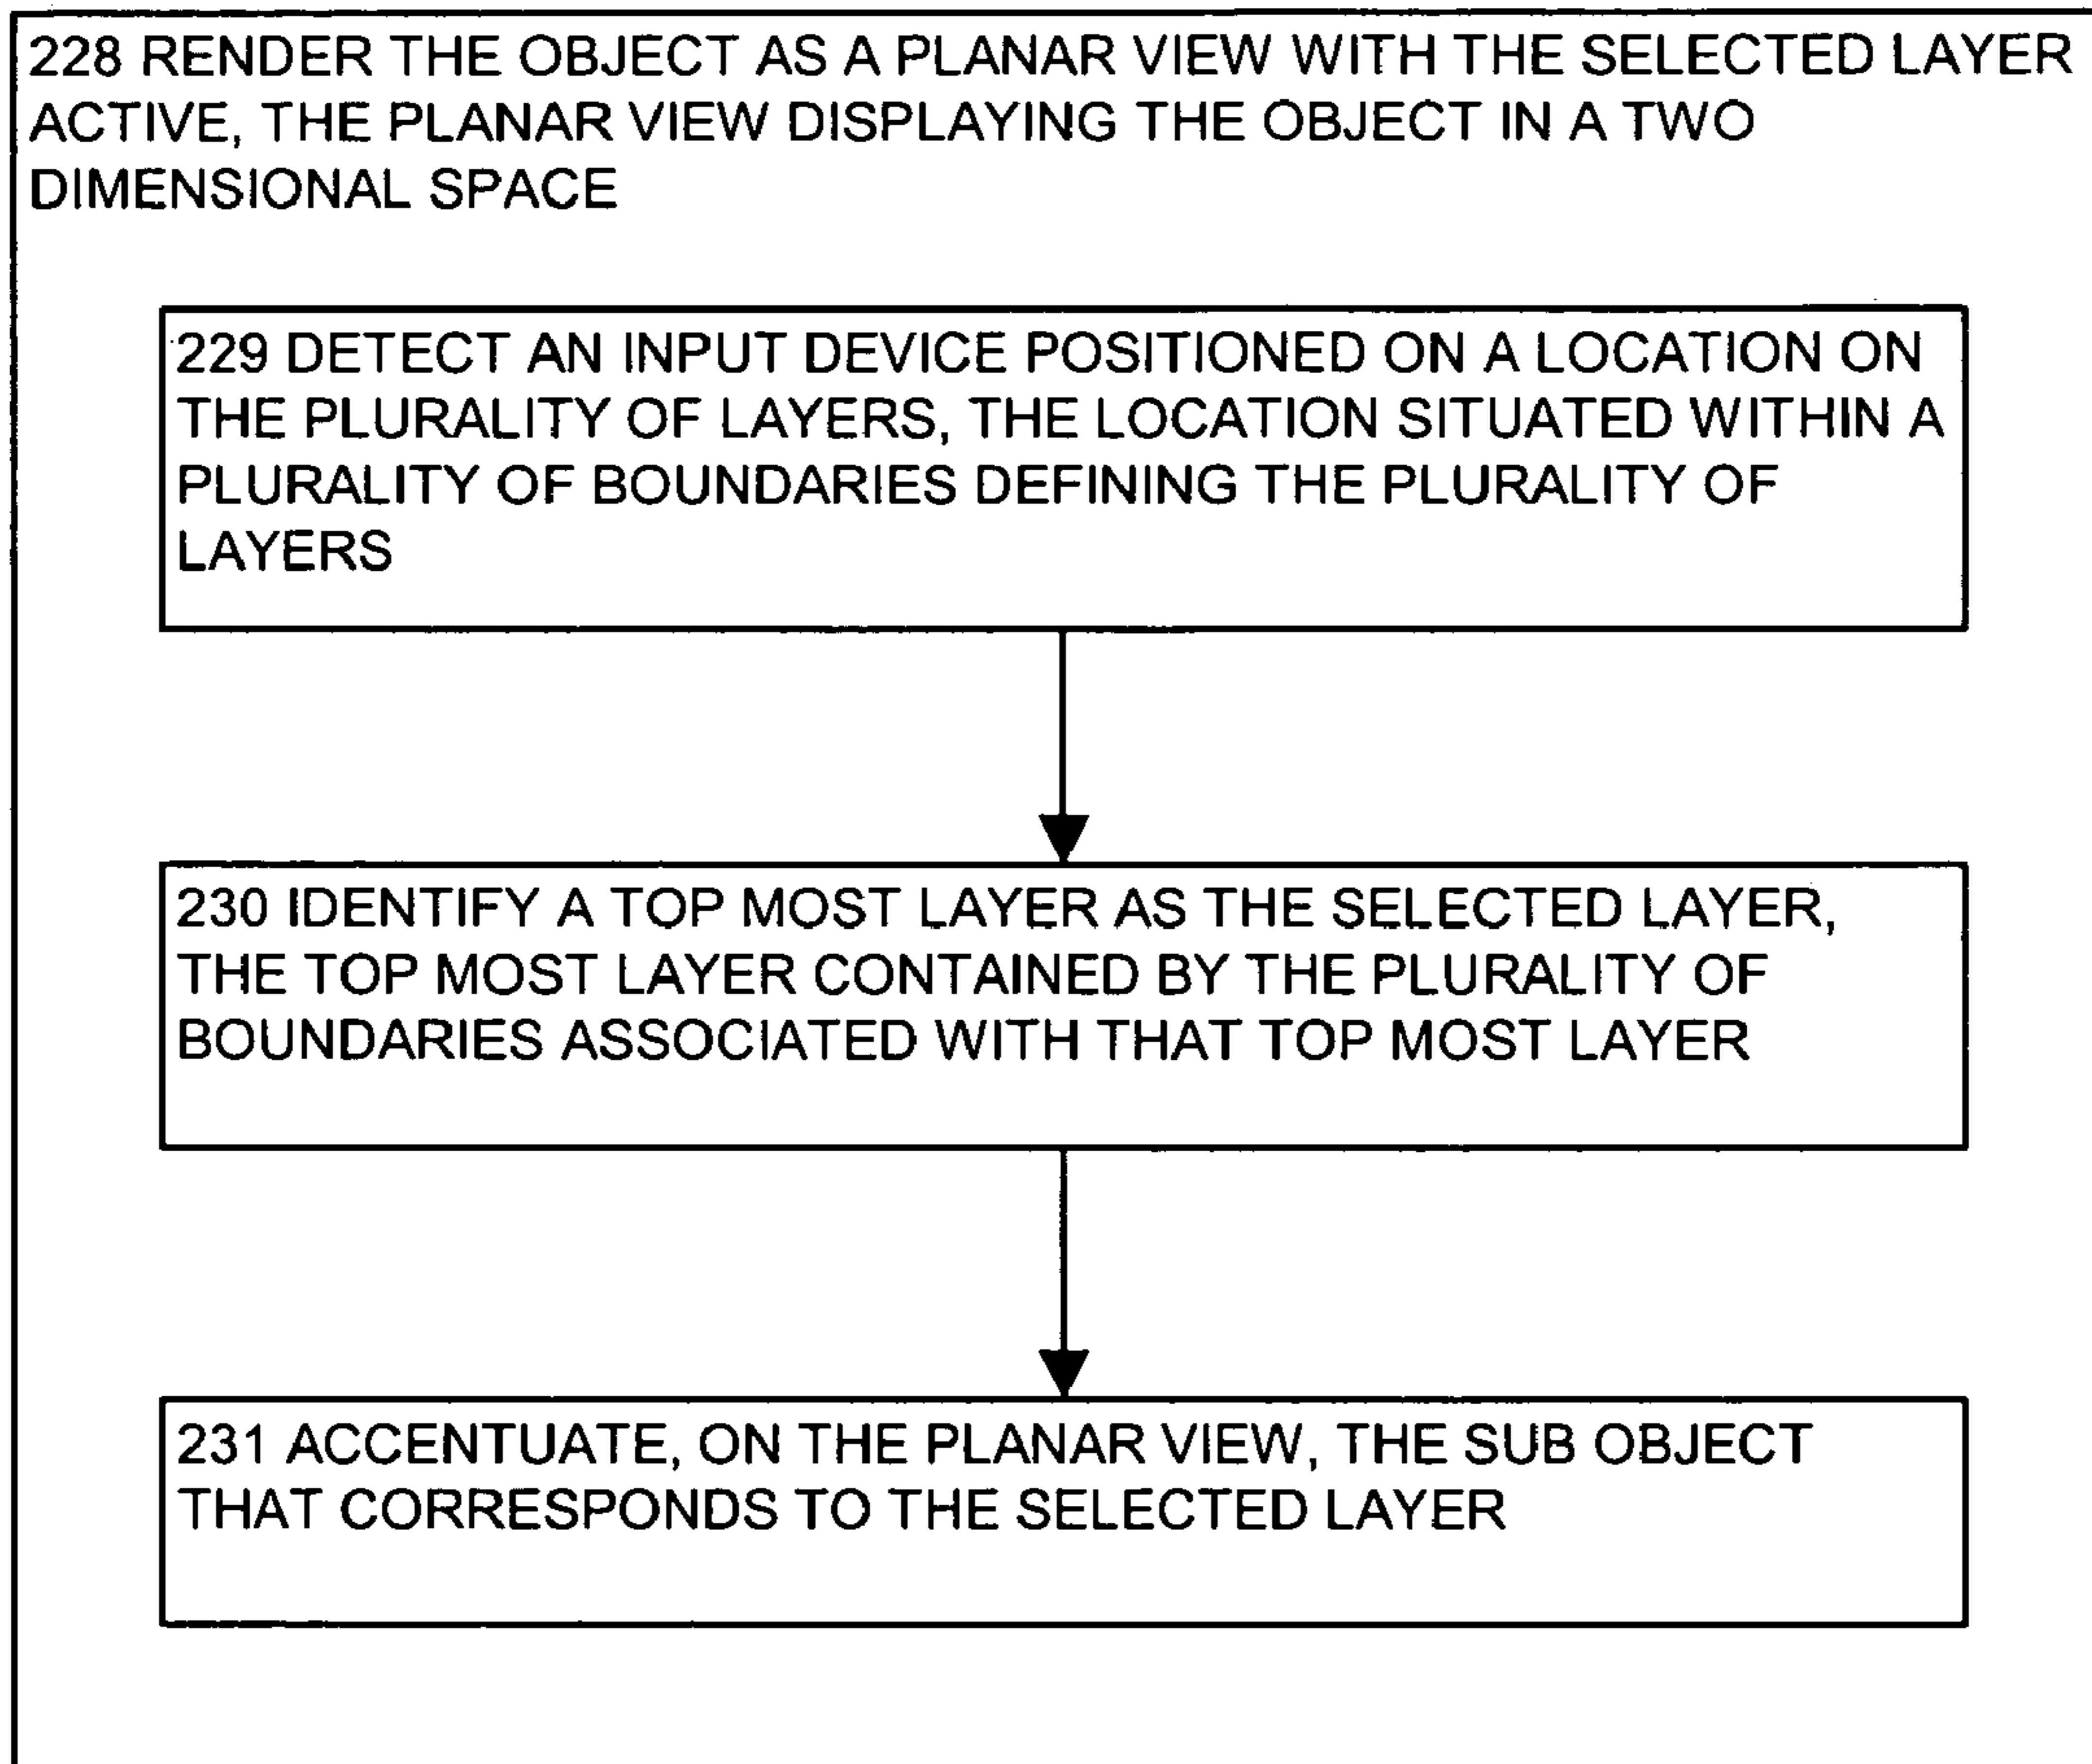 228 RENDER THE OBJECT AS A PLANAR VIEW WITH THE SELECTED LAYER
ACTIVE, THE PLANAR VIEW DISPLAYING THE OBJECT IN A TWO
DIMENSIONAL SPACE
229 DETECT AN INPUT DEVICE POSITIONED ON A LOCATION ON
THE PLURALITY OF LAYERS, THE LOCATION SITUATED WITHIN A
PLURALITY OF BOUNDARIES DEFINING THE PLURALITY OF
LAYERS
230 IDENTIFY A TOP MOST LAYER AS THE SELECTED LAYER,
THE TOP MOST LAYER CONTAINED BY THE PLURALITY OF
BOUNDARIES ASSOCIATED WITH THAT TOP MOST LAYER
231 ACCENTUATE, ON THE PLANAR VIEW, THE SUB OBJECT
THAT CORRESPONDS TO THE SELECTED LAYER